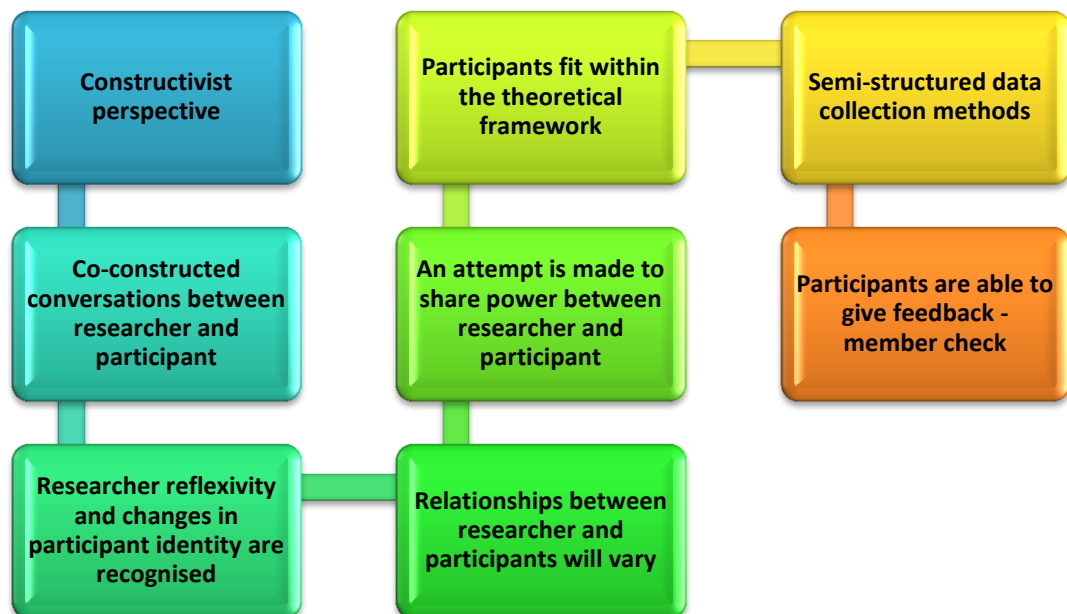 Constructivist
perspective
Co-constructed
conversations between
researcher and
participant
Researcher reflexivity
and changes in
participant identity are
recognised
Relationships between
researcher and
participants will vary
An attempt is made to
share power between
researcher and
participant
Participants fit within
the theoretical
framework
Semi-structured data
collection methods
Participants are able to
give feedback -
member check